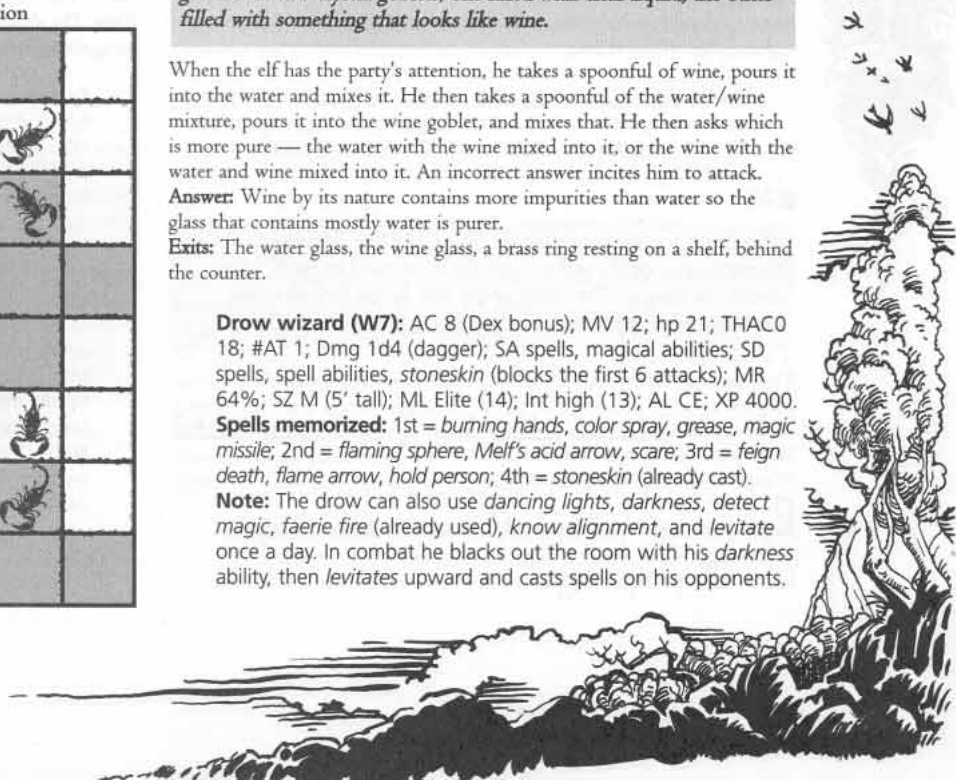 ion
filled with something that looks like wine.
When the elf has the party's attention, he takes a spoonful of wine, pours it
into the water and mixes it. He then takes a spoonful of the water/wine
mixture, pours it into the wine goblet, and mixes that. He then asks which
is more pure — the water with the wine mixed into it, or the wine with the
water and wine mixed into it. An incorrect answer incites him to attack.
Answer: Wine by its nature contains more impurities than water so the
glass that contains mostly water is purer.
Exits: The water glass, the wine glass, a brass ring resting on a shelf, behind
the counter.
Drow wizard (W7): AC 8 (Dex bonus); MV 12; hp 21; THAC0
18; #AT 1; Dmg 1d4 (dagger); SA spells, magical abilities; SD
spells, spell abilities, stoneskin (blocks the first 6 attacks); MR
64%; SZ M (5' tall); ML Elite (14); Int high (13); AL CE; XP 4000.
Spells memorized: 1st = burning hands, color spray, grease, magic
missile; 2nd = flaming sphere, Melf's acid arrow, scare; 3rd = feign
death, flame arrow, hold person; 4th = stoneskin (already cast).
Note: The drow can also use dancing lights, darkness, detect
magic, faerie fire (already used), know alignment, and levitate
once a day. In combat he blacks out the room with his darkness
ability, then levitates upward and casts spells on his opponents.